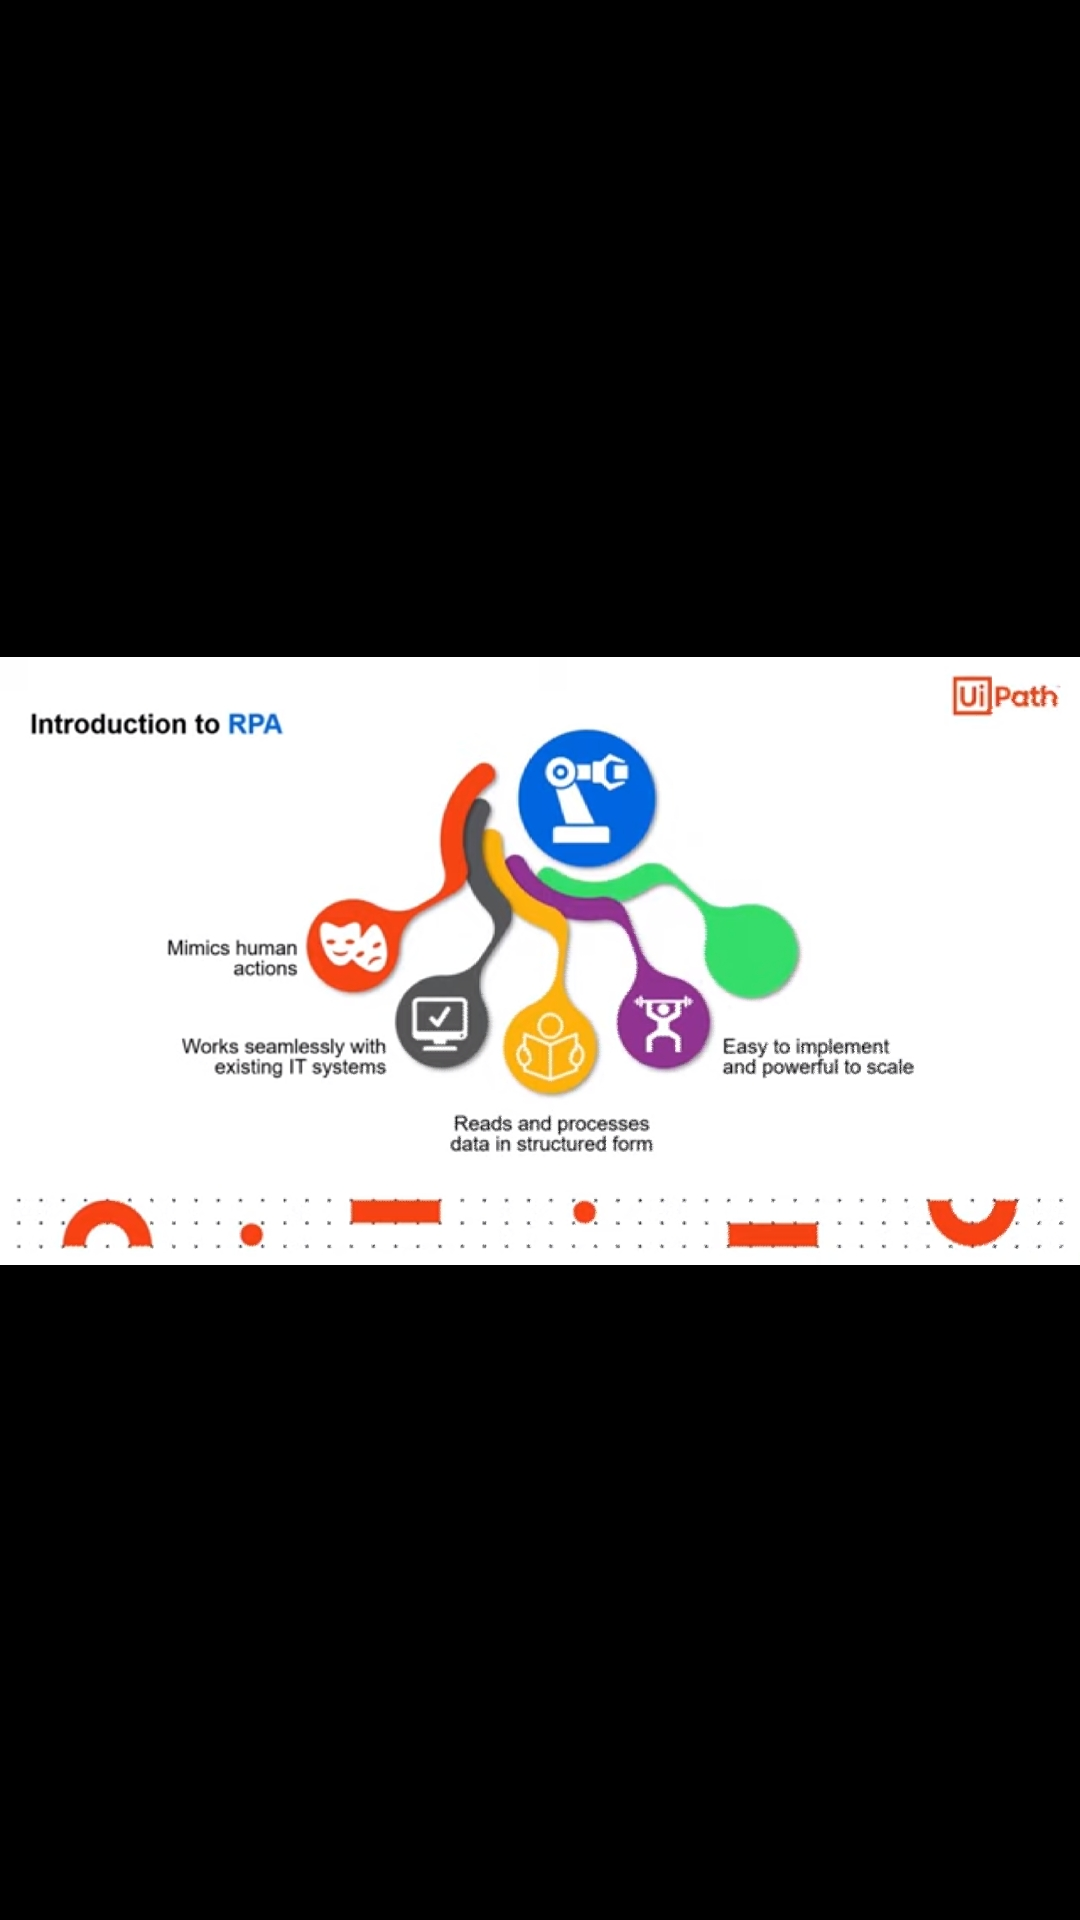 UiPath
Introduction to RPA
Mimics human
actions
Works seamlessly with
existing IT systems
Reads and processes
data in structured form
Easy to implement
and powerful to scale